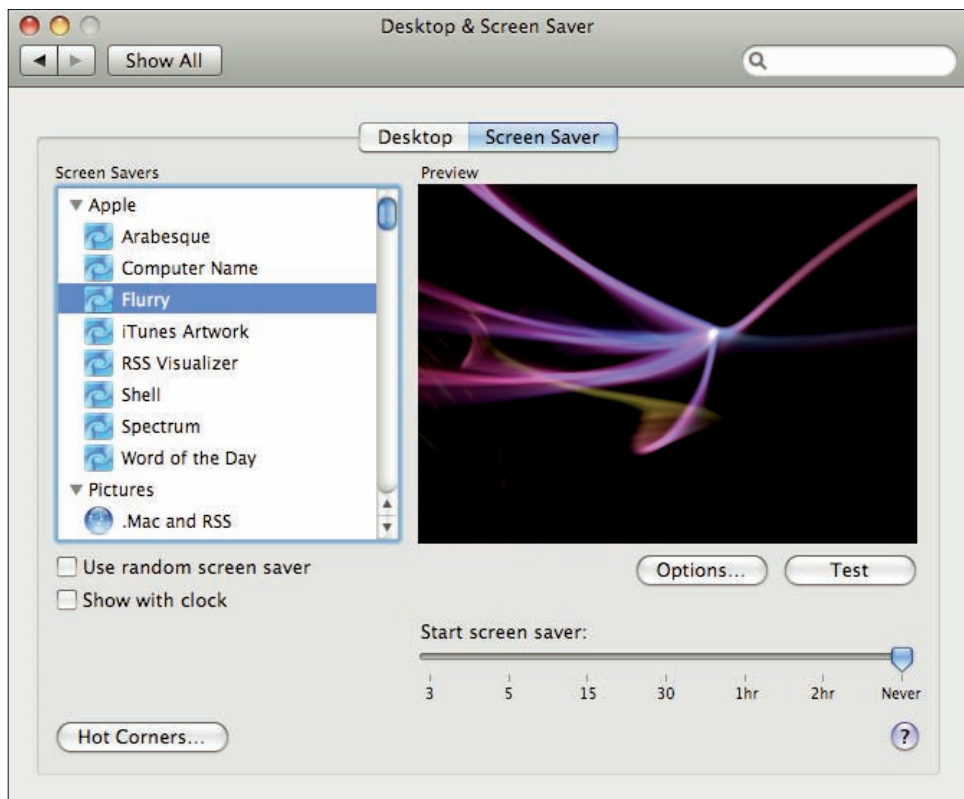 Desktop & Screen Saver
Show All
Desktop
Screen Saver
Screen Savers
Preview
Apple
Arabesque
Computer Name
Flurry
iTunes Artwork
RSS Visualizer
Shell
Spectrum
Word of the Day
Pictures
.Mac and RSS
Use random screen saver
Show with clock
Options...
Test
Start screen saver:
3 5 15 30 1hr 2hr Never
Hot Corners...
?